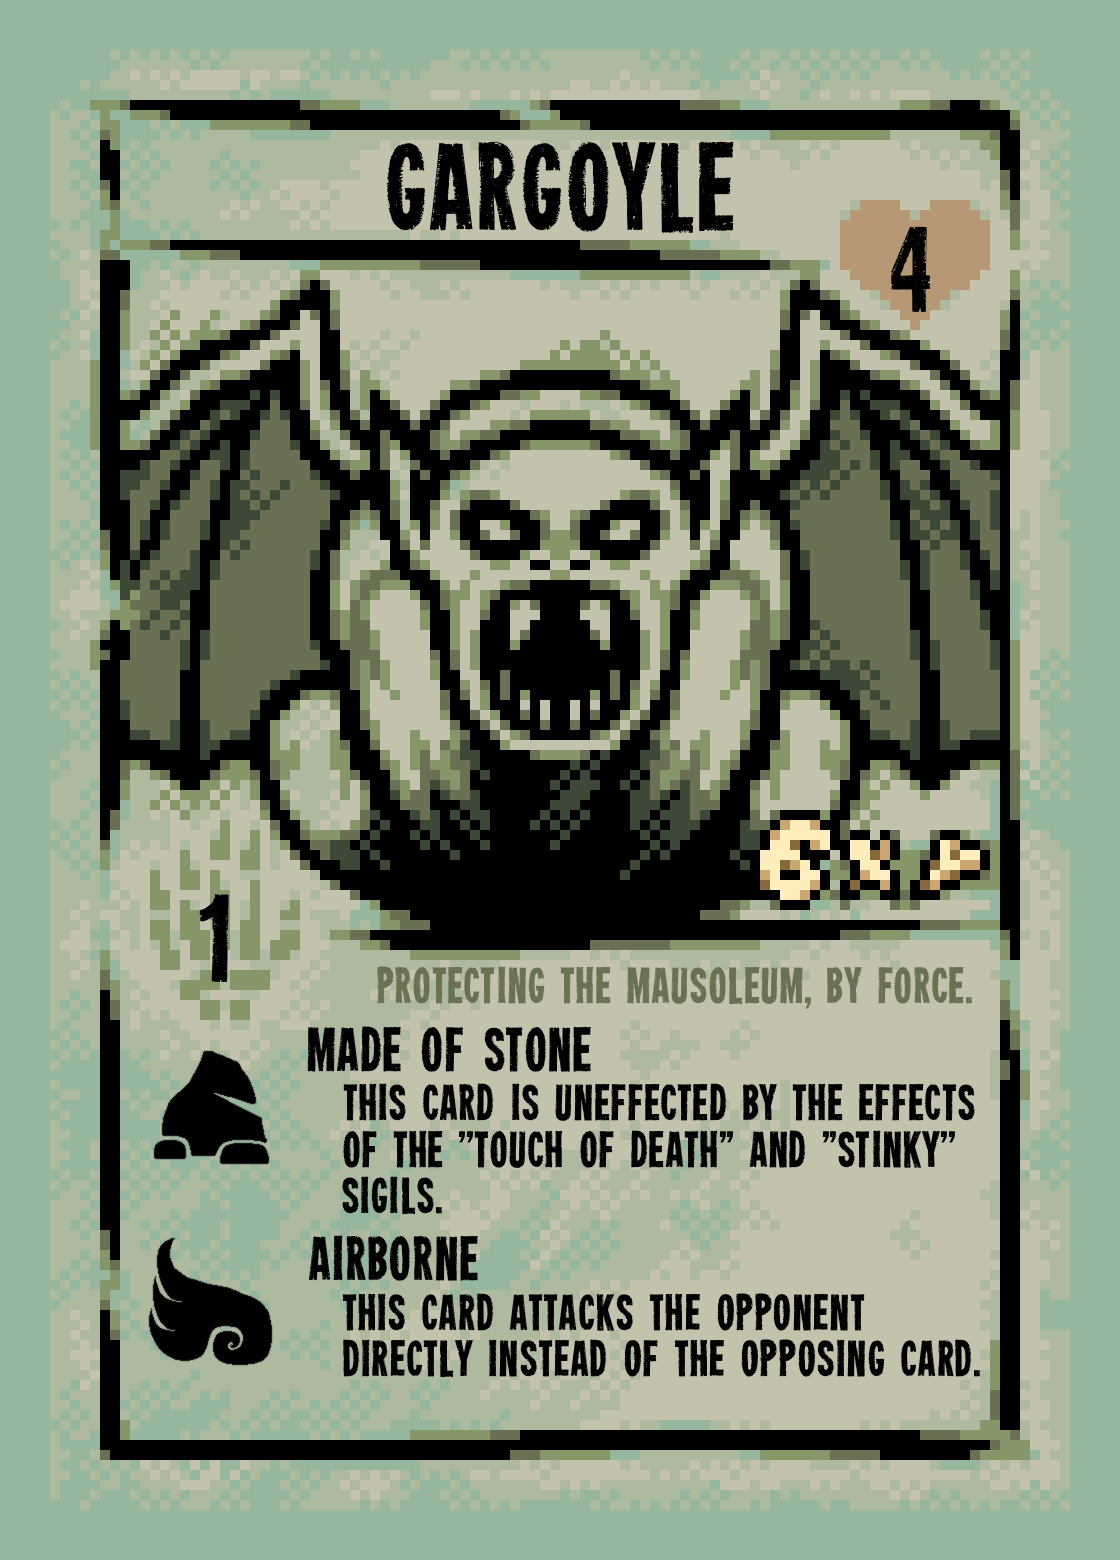 GARGOYLE
4
6 X
1
PROTECTING THE MAUSOLEUM, BY FORCE.
MADE OF STONE
THIS CARD IS UNEFFECTED BY THE EFFECTS
OF THE "TOUCH OF DEATH" AND "STINKY"
SIGILS.
AIRBORNE
THIS CARD ATTACKS THE OPPONENT
DIRECTLY INSTEAD OF THE OPPOSING CARD.